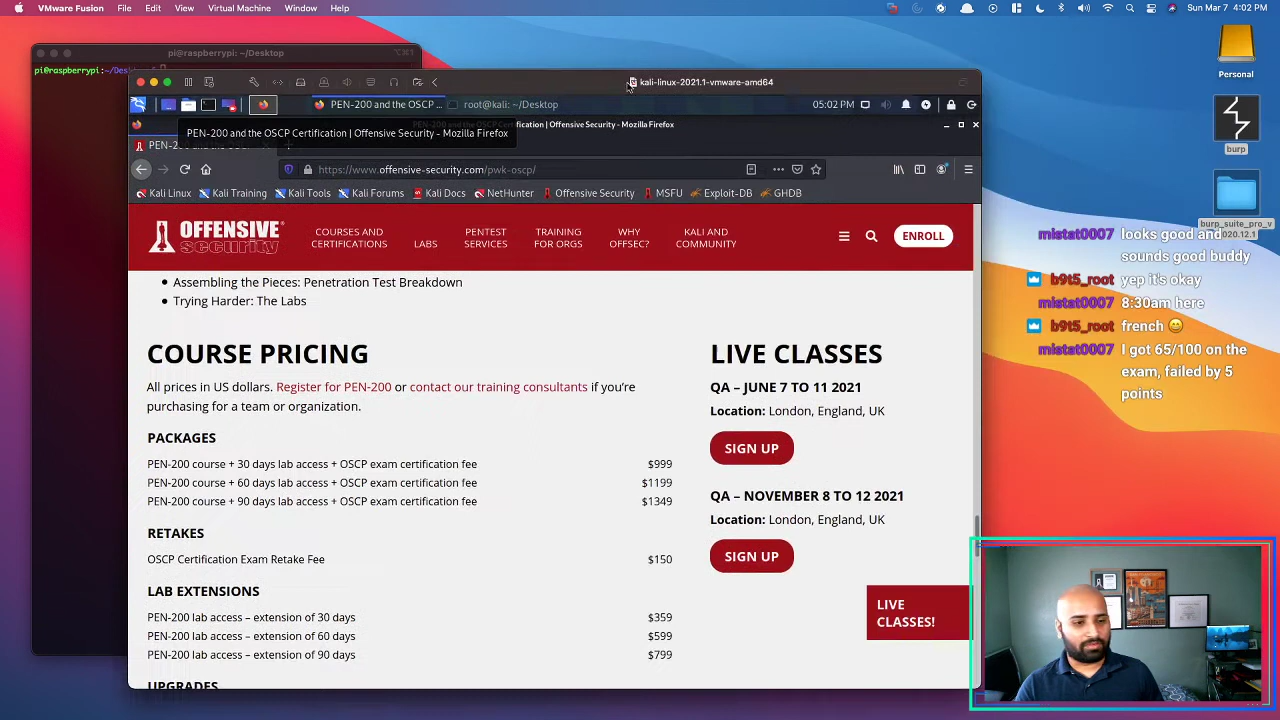 VMware Fusion File Edit View Virtual Machine Window Help
Sun Mar 7 4:02 PM
pi@raspberrypi: ~/Desktop
⌥⌘1
kali-linux-2021.1-vmware-amd64
PEN-200 and the OSCP ...
root@kali: ~/Desktop
05:02 PM
PEN-200 and the OSCP Certification | Offensive Security - Mozilla Firefox
https://www.offensive-security.com/pwk-oscp/
Kali Linux Kali Training Kali Tools Kali Forums Kali Docs NetHunter Offensive Security MSFU Exploit-DB GHDB
OFFENSIVE
security
COURSES AND
CERTIFICATIONS
LABS
PENTEST
SERVICES
TRAINING
FOR ORGS
WHY
OFFSEC?
KALI AND
COMMUNITY
ENROLL
Assembling the Pieces: Penetration Test Breakdown
Trying Harder: The Labs
COURSE PRICING
All prices in US dollars. Register for PEN-200 or contact our training consultants if you're
purchasing for a team or organization.
PACKAGES
PEN-200 course + 30 days lab access + OSCP exam certification fee $999
PEN-200 course + 60 days lab access + OSCP exam certification fee $1199
PEN-200 course + 90 days lab access + OSCP exam certification fee $1349
RETAKES
OSCP Certification Exam Retake Fee $150
LAB EXTENSIONS
PEN-200 lab access – extension of 30 days $359
PEN-200 lab access – extension of 60 days $599
PEN-200 lab access – extension of 90 days $799
UPGRADES
LIVE CLASSES
QA – JUNE 7 TO 11 2021
Location: London, England, UK
SIGN UP
QA – NOVEMBER 8 TO 12 2021
Location: London, England, UK
SIGN UP
LIVE
CLASSES!
Personal
burp
burp_suite_pro_v
020.12.1
mistat0007 looks good and
sounds good buddy
b9t5_root yep it's okay
mistat0007 8:30am here
b9t5_root french 😀
mistat0007 I got 65/100 on the
exam, failed by 5
points